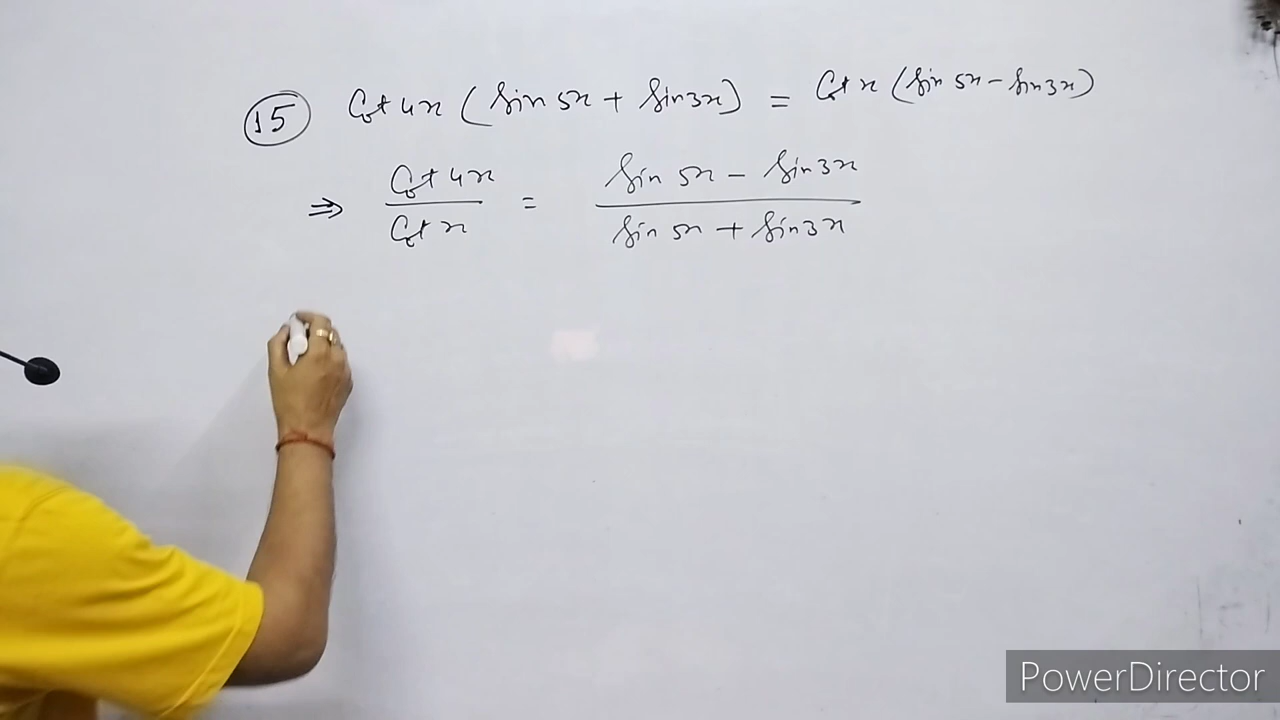 15 Cot 4x ( Sin 5x + Sin 3x ) = Cot x ( Sin 5x - Sin 3x )
⇒ Cot 4x / Cot x = Sin 5x - Sin 3x / Sin 5x + Sin 3x
PowerDirector